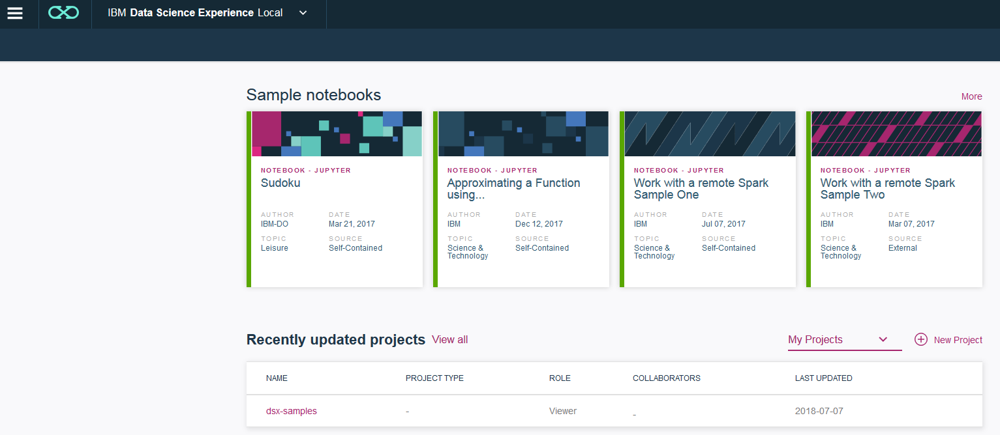 IBM Data Science Experience Local
Sample notebooks
More
NOTEBOOK - JUPYTER
Sudoku
AUTHOR DATE
IBM-DO Mar 21, 2017
TOPIC SOURCE
Leisure Self-Contained
NOTEBOOK - JUPYTER
Approximating a Function
using...
AUTHOR DATE
IBM Dec 12, 2017
TOPIC SOURCE
Science & Self-Contained
Technology
NOTEBOOK - JUPYTER
Work with a remote Spark
Sample One
AUTHOR DATE
IBM Jul 07, 2017
TOPIC SOURCE
Science & Self-Contained
Technology
NOTEBOOK - JUPYTER
Work with a remote Spark
Sample Two
AUTHOR DATE
IBM Mar 07, 2017
TOPIC SOURCE
Science & External
Technology
Recently updated projects View all My Projects New Project
NAME PROJECT TYPE ROLE COLLABORATORS LAST UPDATED
dsx-samples - Viewer _ 2018-07-07